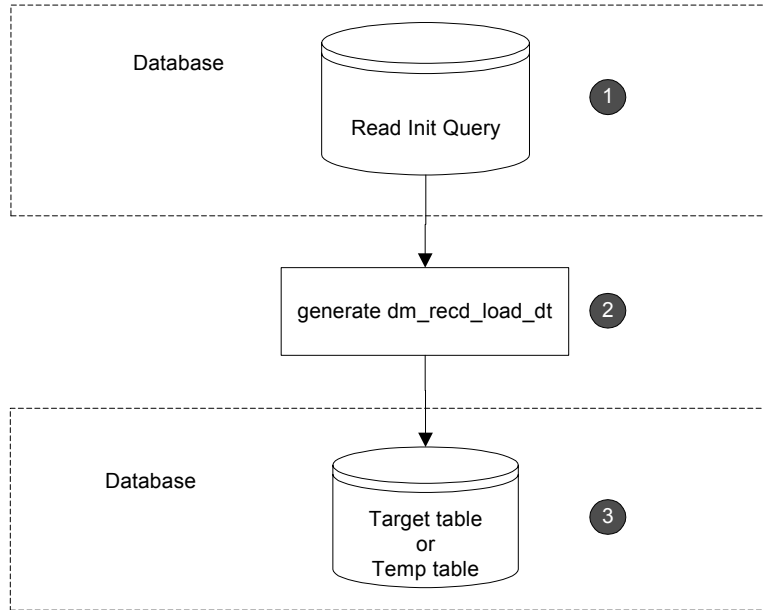 Database
1
Read Init Query
generate dm_recd_load_dt
2
Database
Target table
or
Temp table
3